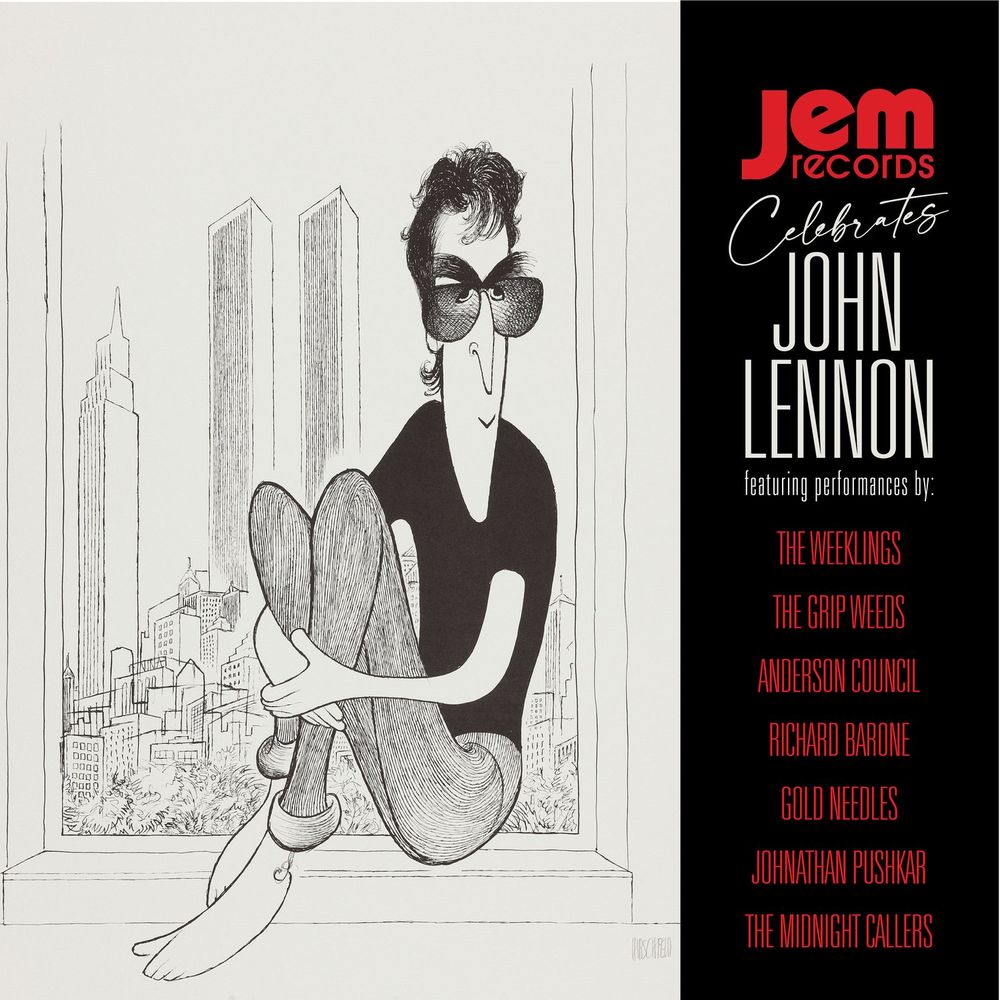 Jem
records
Celebrates
JOHN
LENNON
featuring performances by:
THE WEEKLINGS
THE GRIP WEEDS
ANDERSON COUNCIL
RICHARD BARONE
GOLD NEEDLES
JOHNATHAN PUSHKAR
THE MIDNIGHT CALLERS
HIRSCHFELD